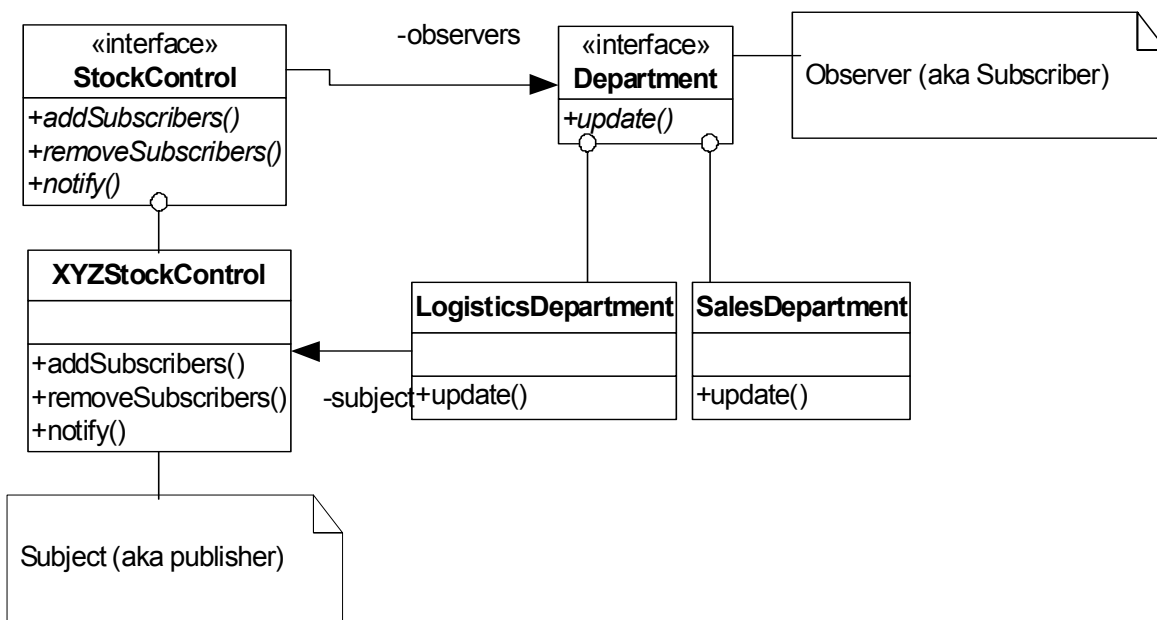 «interface»
StockControl
+addSubscribers()
+removeSubscribers()
+notify()
-observers
«interface»
Department
+update()
Observer (aka Subscriber)
XYZStockControl
+addSubscribers()
+removeSubscribers()
+notify()
-subject
LogisticsDepartment
+update()
SalesDepartment
+update()
Subject (aka publisher)